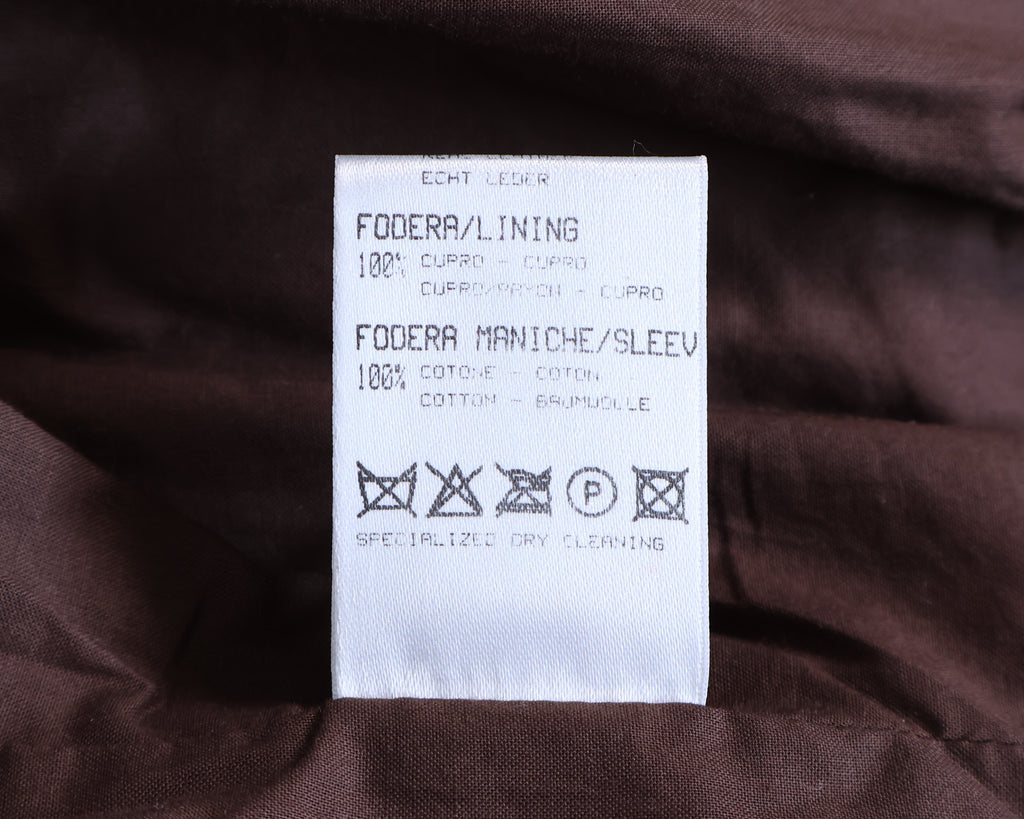 ECHT LEDER
FODERA/LINING
100% CUPRO - CUPRO
CUPRO/RAYON - CUPRO
FODERA MANICHE/SLEEV
100% COTONE - COTON
COTTON - BAUMWOLLE
P
SPECIALIZED DRY CLEANING